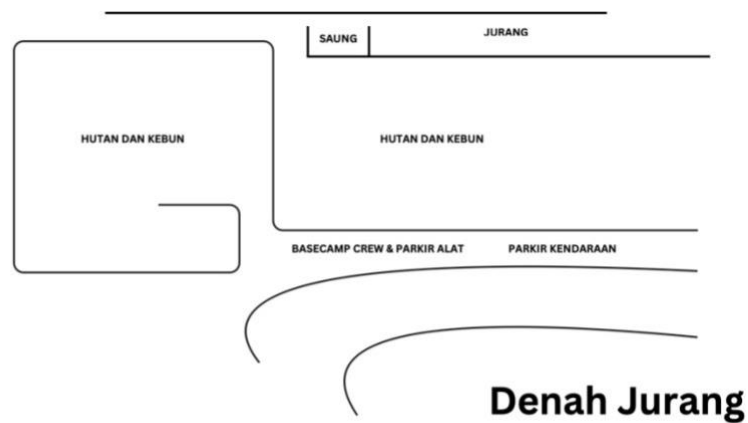 SAUNG
JURANG
HUTAN DAN KEBUN
HUTAN DAN KEBUN
BASECAMP CREW & PARKIR ALAT
PARKIR KENDARAAN
Denah Jurang